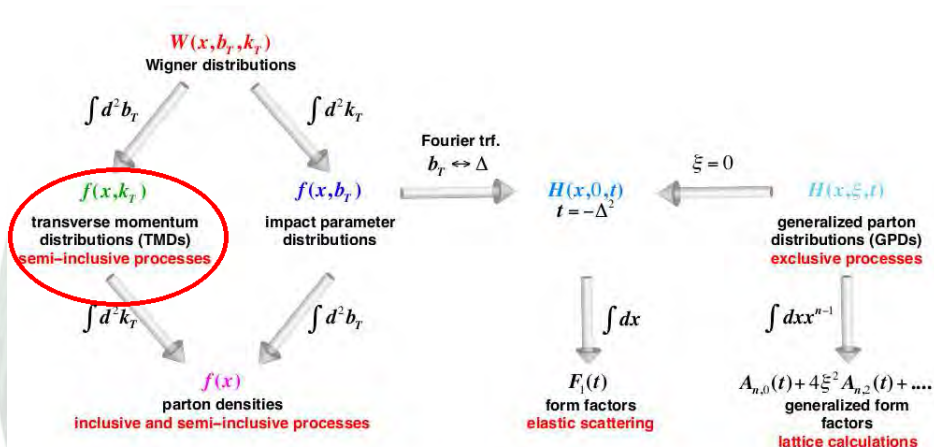 W(x,b_T,k_T)
Wigner distributions
∫d²b_T
∫d²k_T
Fourier trf.
b_T ↔ Δ
ξ=0
f(x,k_T)
f(x,b_T)
H(x,0,t)
t=−Δ²
H(x,ξ,t)
transverse momentum
distributions (TMDs)
semi−inclusive processes
impact parameter
distributions
generalized parton
distributions (GPDs)
exclusive processes
∫d²k_T
∫d²b_T
∫dx
∫dxxⁿ⁻¹
f(x)
parton densities
inclusive and semi−inclusive processes
F₁(t)
form factors
elastic scattering
A_{n,0}(t)+4ξ²A_{n,2}(t)+....
generalized form
factors
lattice calculations